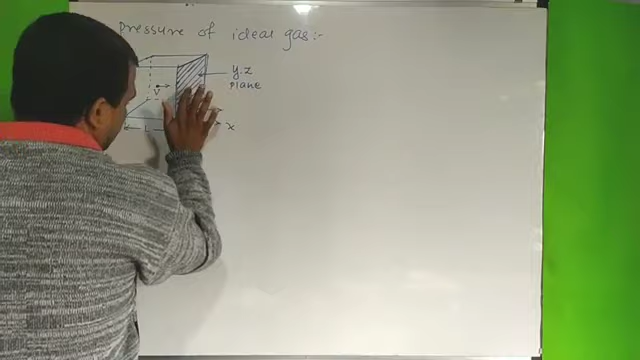 Pressure of ideal gas:-
y-z
plane
V
L
x